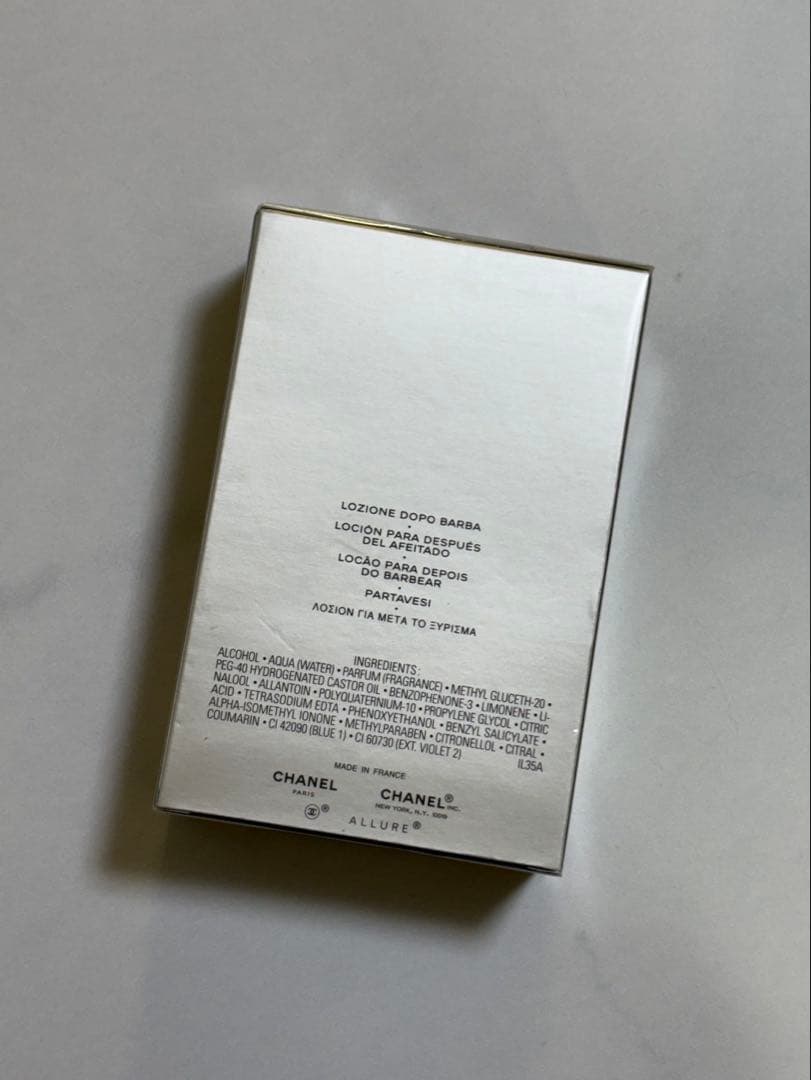 LOZIONE DOPO BARBA
•
LOCIÓN PARA DESPUÉS
DEL AFEITADO
•
LOCÃO PARA DEPOIS
DO BARBEAR
•
PARTAVESI
•
ΛΟΣΙΟΝ ΓΙΑ ΜΕΤΑ ΤΟ ΞΥΡΙΣΜΑ
INGREDIENTS:
ALCOHOL • AQUA (WATER) • PARFUM (FRAGRANCE) • METHYL GLUCETH-20 •
PEG-40 HYDROGENATED CASTOR OIL • BENZOPHENONE-3 • LIMONENE • LI-
NALOOL • ALLANTOIN • POLYQUATERNIUM-10 • PROPYLENE GLYCOL • CITRIC
ACID • TETRASODIUM EDTA • PHENOXYETHANOL • BENZYL SALICYLATE •
ALPHA-ISOMETHYL IONONE • METHYLPARABEN • CITRONELLOL • CITRAL •
COUMARIN • CI 42090 (BLUE 1) • CI 60730 (EXT. VIOLET 2)
IL35A
MADE IN FRANCE
CHANEL
PARIS
CHANEL® INC.
NEW YORK, N.Y. 10019
®
ALLURE®